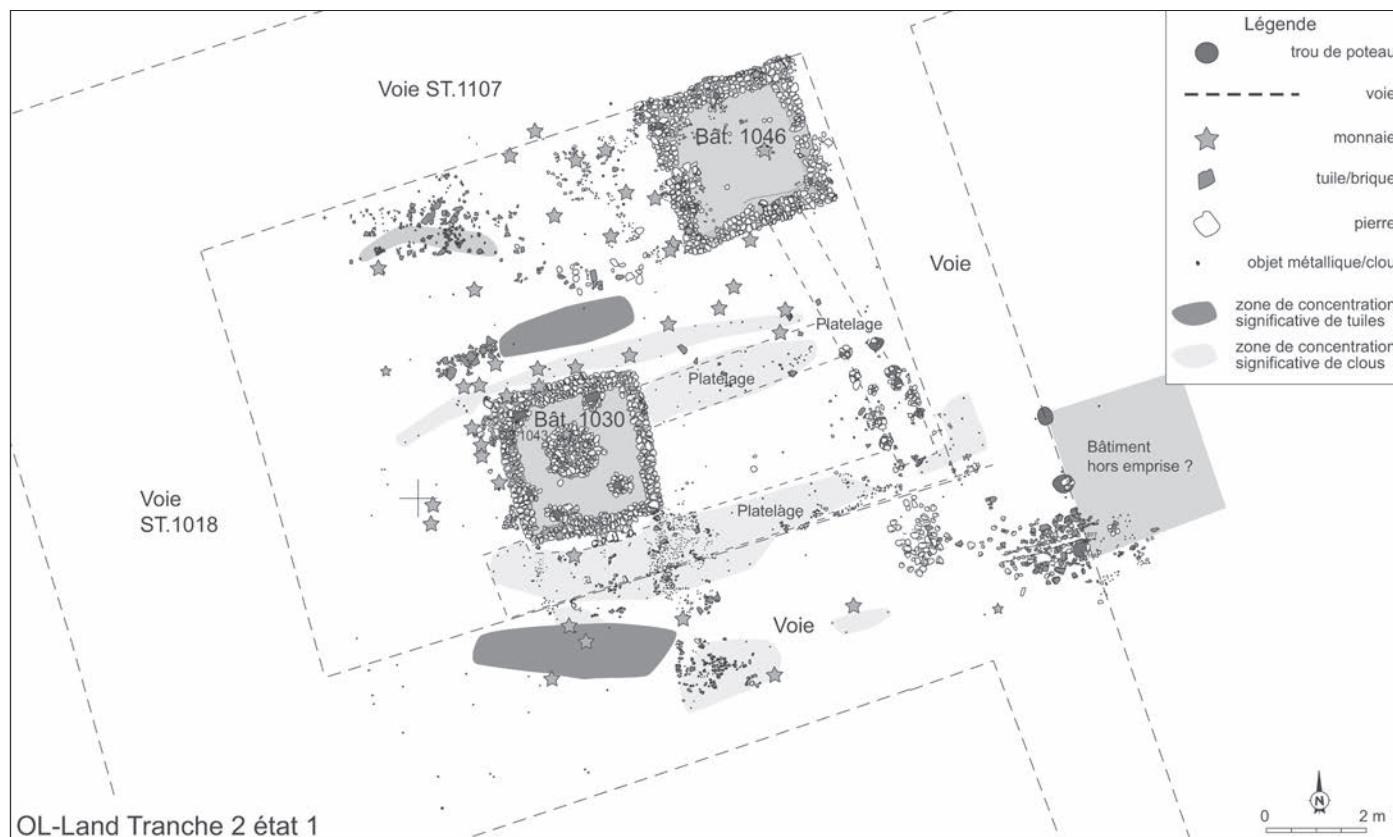 Légende
trou de poteau
voie
monnaie
tuile/brique
pierre
objet métallique/clou
zone de concentration
significative de tuiles
zone de concentration
significative de clous
Voie ST.1107
Bât. 1046
Voie
Platelage
Platelage
Bât. 1030
1043
Bâtiment
hors emprise ?
Voie
ST.1018
Platelage
Voie
N
0 2 m
OL-Land Tranche 2 état 1